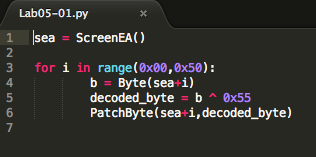 Lab05-01.py ×
1 sea = ScreenEA()
2
3 for i in range(0x00,0x50):
4         b = Byte(sea+i)
5         decoded_byte = b ^ 0x55
6         PatchByte(sea+i,decoded_byte)
7